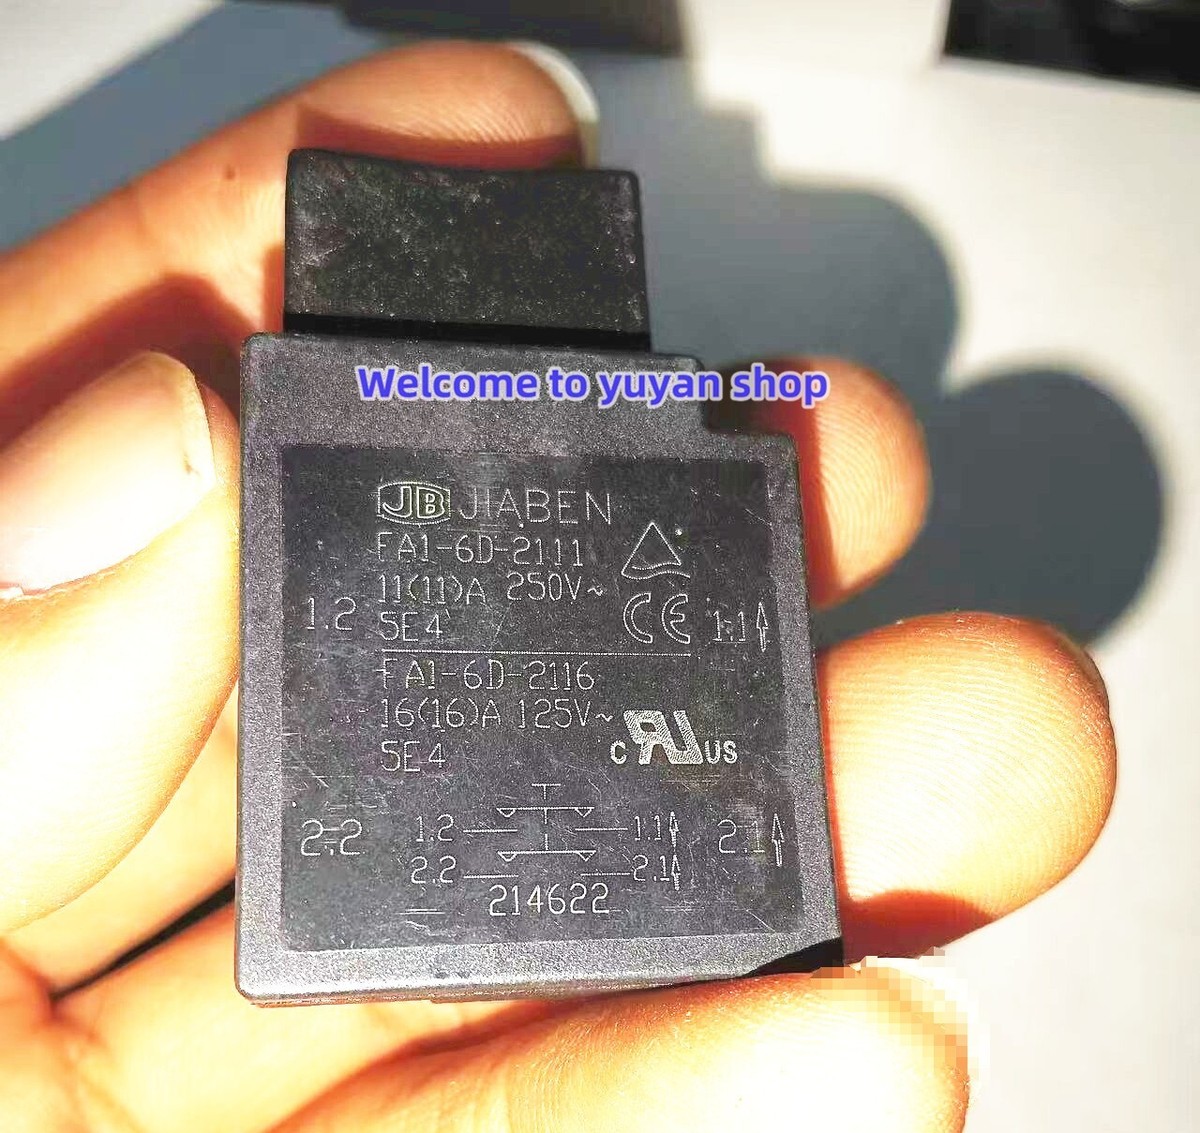 Welcome to yuyan shop
JB JIABEN
FA1-6D-2111
11(11)A 250V~
5E4
CE
1.2
1.1
FA1-6D-2116
16(16)A 125V~
5E4
c RU US
2.2
2.1
1.2 1.1
2.2 2.1
214622